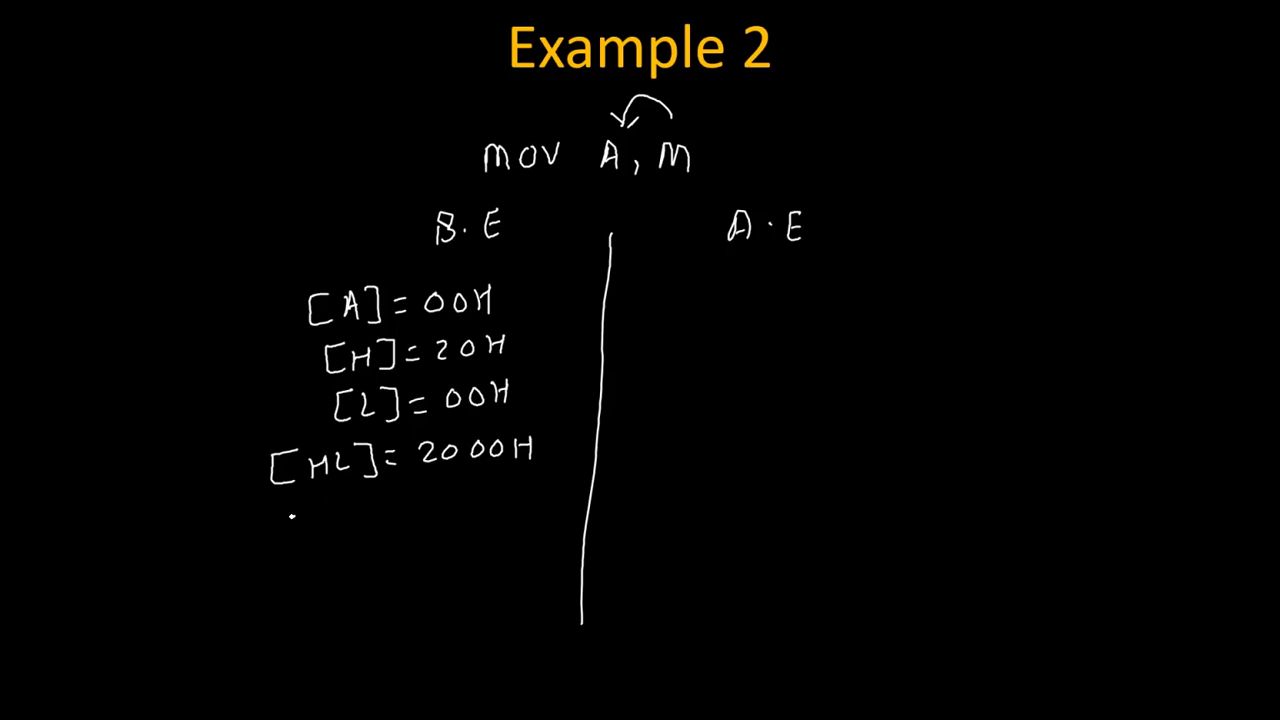 Example 2
MOV A, M
B.E A.E
[A] = 00H
[H] = 20H
[L] = 00H
[HL] = 2000H